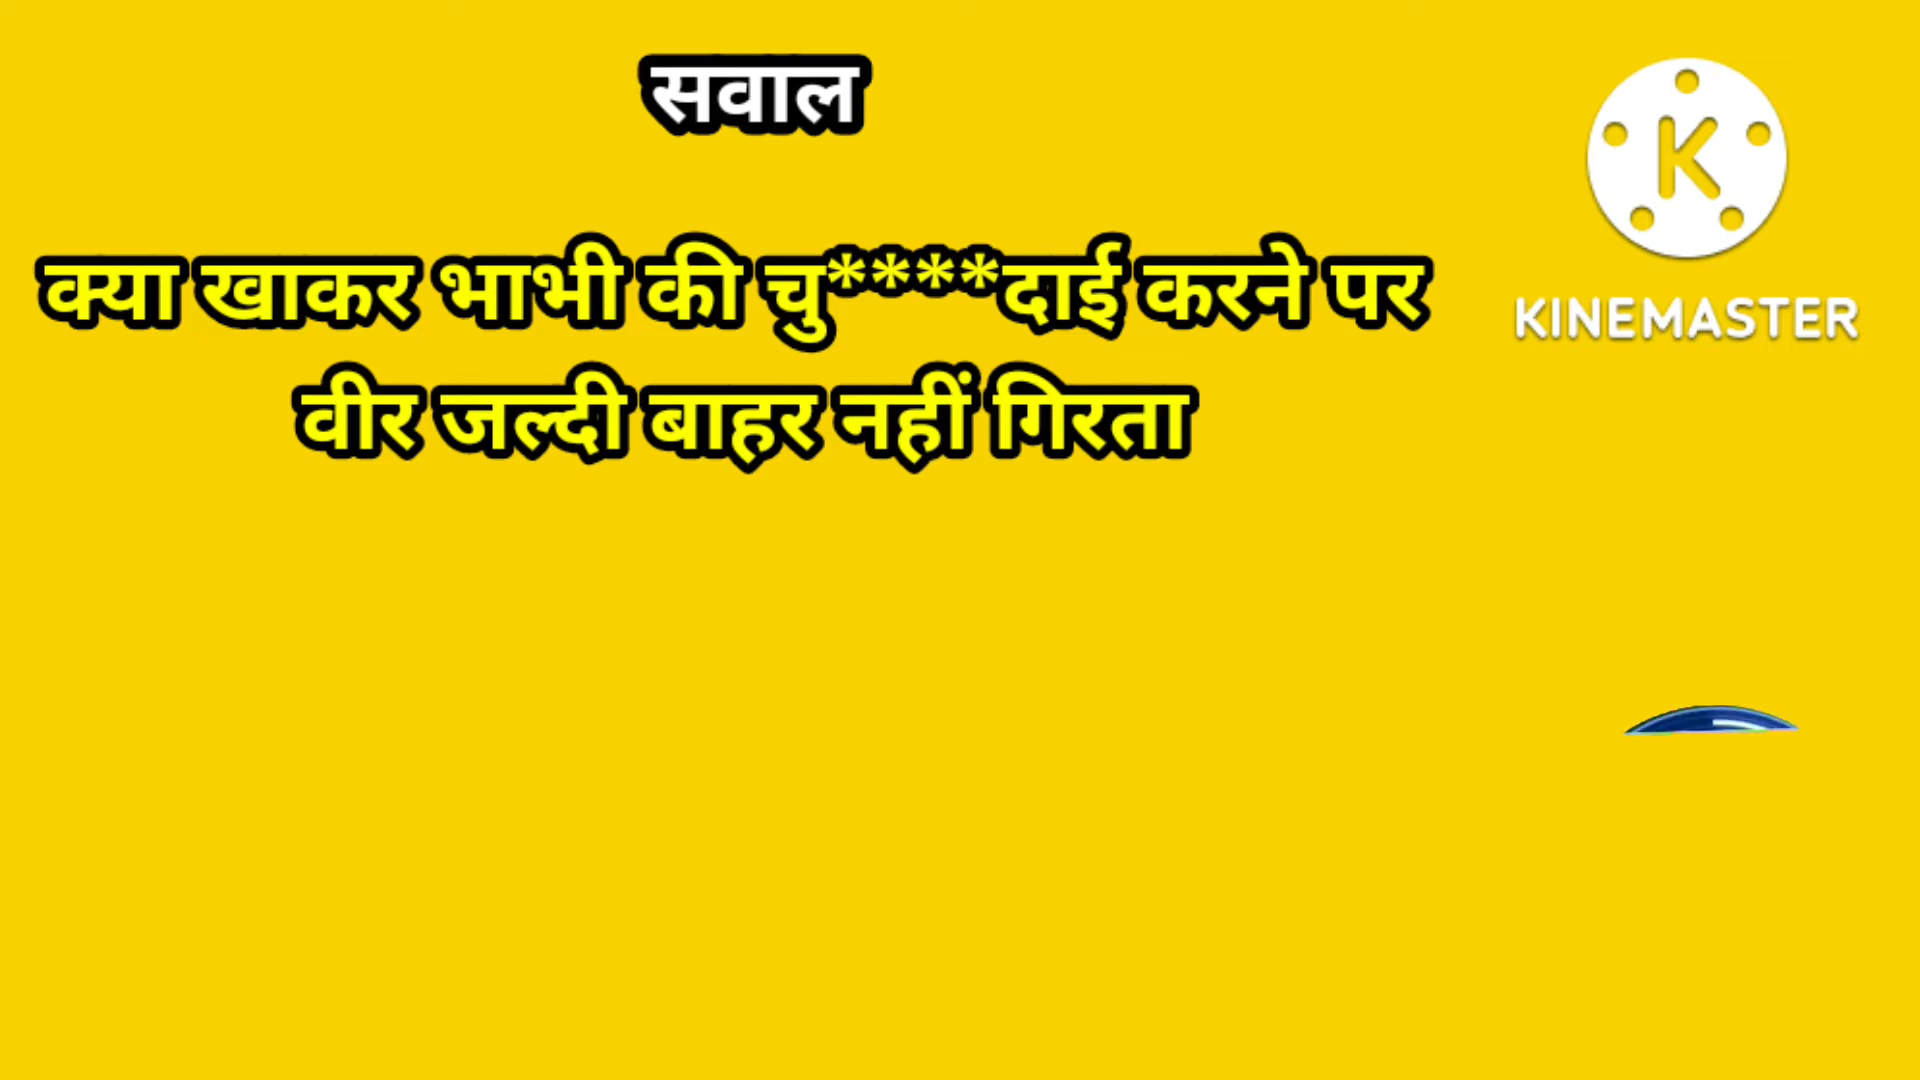 सवाल
क्या खाकर भाभी की चु****दाई करने पर
वीर जल्दी बाहर नहीं गिरता
K
KINEMASTER